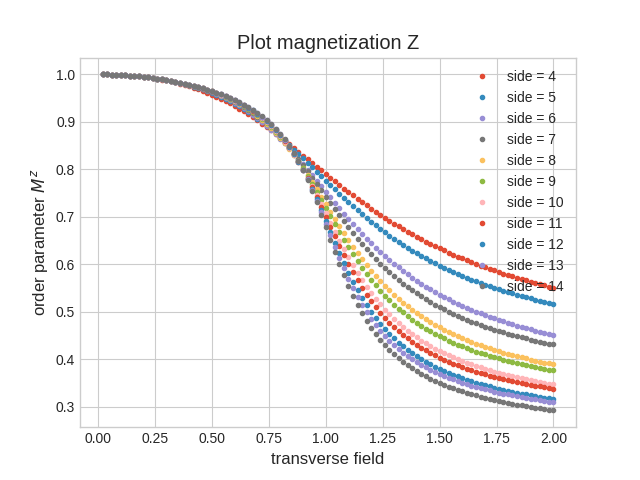 Plot magnetization Z
order parameter M^z
1.0
0.9
0.8
0.7
0.6
0.5
0.4
0.3
side = 4
side = 5
side = 6
side = 7
side = 8
side = 9
side = 10
side = 11
side = 12
side = 13
side = 14
0.00 0.25 0.50 0.75 1.00 1.25 1.50 1.75 2.00
transverse field